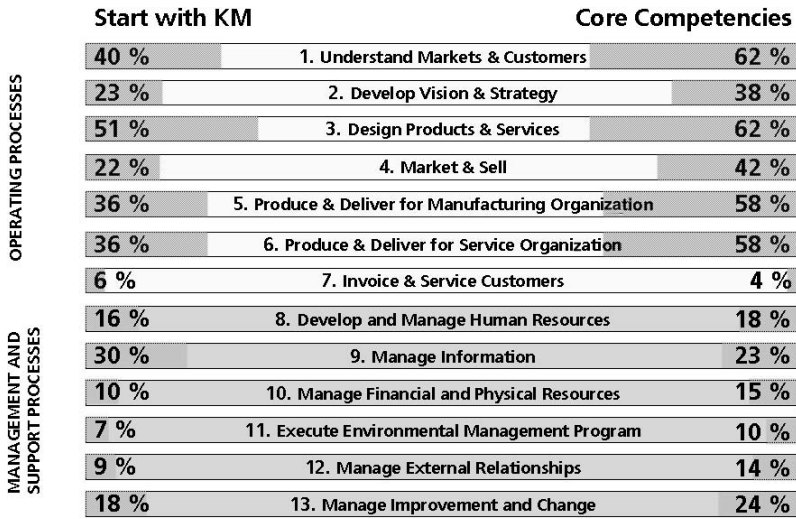 Start with KM Core Competencies
OPERATING PROCESSES
40 % 1. Understand Markets & Customers 62 %
23 % 2. Develop Vision & Strategy 38 %
51 % 3. Design Products & Services 62 %
22 % 4. Market & Sell 42 %
36 % 5. Produce & Deliver for Manufacturing Organization 58 %
36 % 6. Produce & Deliver for Service Organization 58 %
6 % 7. Invoice & Service Customers 4 %
MANAGEMENT AND
SUPPORT PROCESSES
16 % 8. Develop and Manage Human Resources 18 %
30 % 9. Manage Information 23 %
10 % 10. Manage Financial and Physical Resources 15 %
7 % 11. Execute Environmental Management Program 10 %
9 % 12. Manage External Relationships 14 %
18 % 13. Manage Improvement and Change 24 %